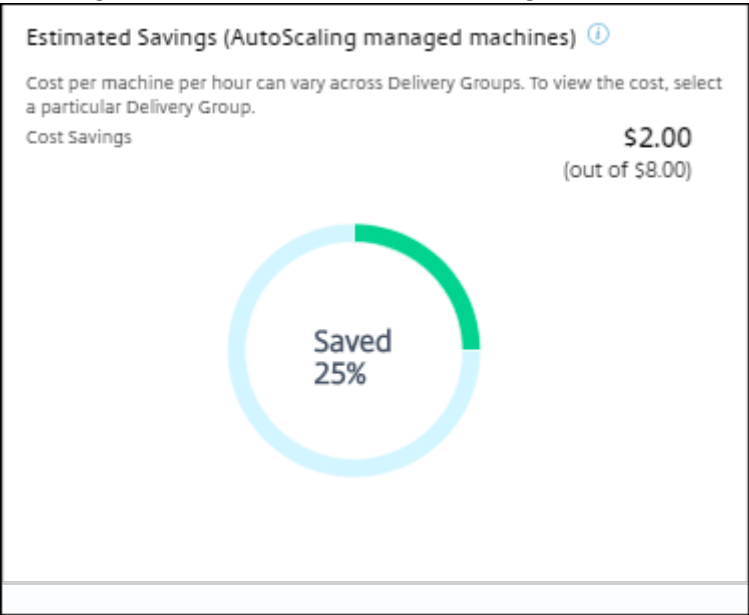 Estimated Savings (AutoScaling managed machines)
Cost per machine per hour can vary across Delivery Groups. To view the cost, select
a particular Delivery Group.
Cost Savings
$2.00
(out of $8.00)
Saved
25%